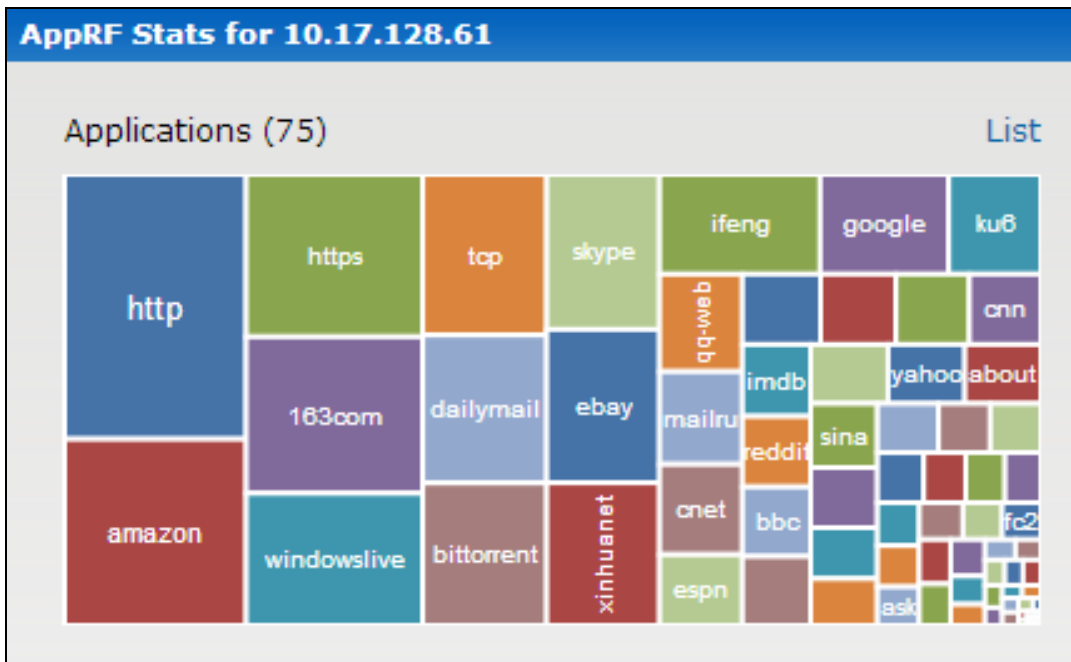 AppRF Stats for 10.17.128.61
Applications (75)
List
http
https
tcp
skype
ifeng
google
ku6
qq-web
cnn
163com
dailymail
ebay
mailru
imdb
yahoo
about
reddit
sina
amazon
windowslive
bittorrent
xinhuanet
cnet
bbc
fc2
espn
ask